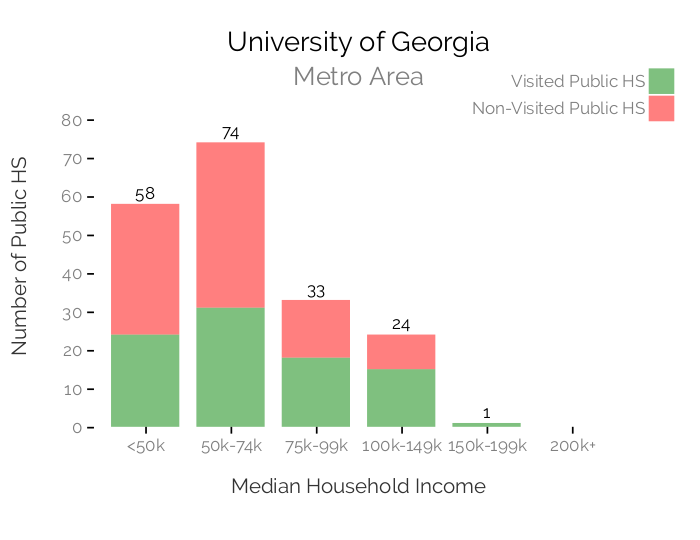 University of Georgia
Metro Area
Visited Public HS
Non-Visited Public HS
Number of Public HS
80
70
60
50
40
30
20
10
0
58
74
33
24
1
<50k
50k-74k
75k-99k
100k-149k
150k-199k
200k+
Median Household Income